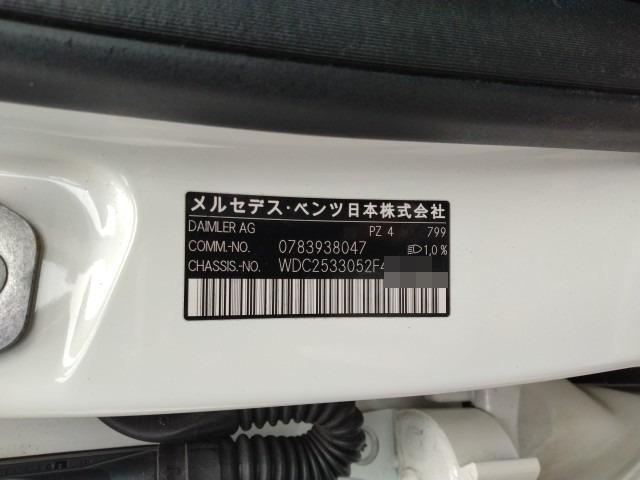 メルセデス・ベンツ日本株式会社
DAIMLER AG PZ 4 799
COMM.-NO. 0783938047 1,0 %
CHASSIS.-NO. WDC2533052F4